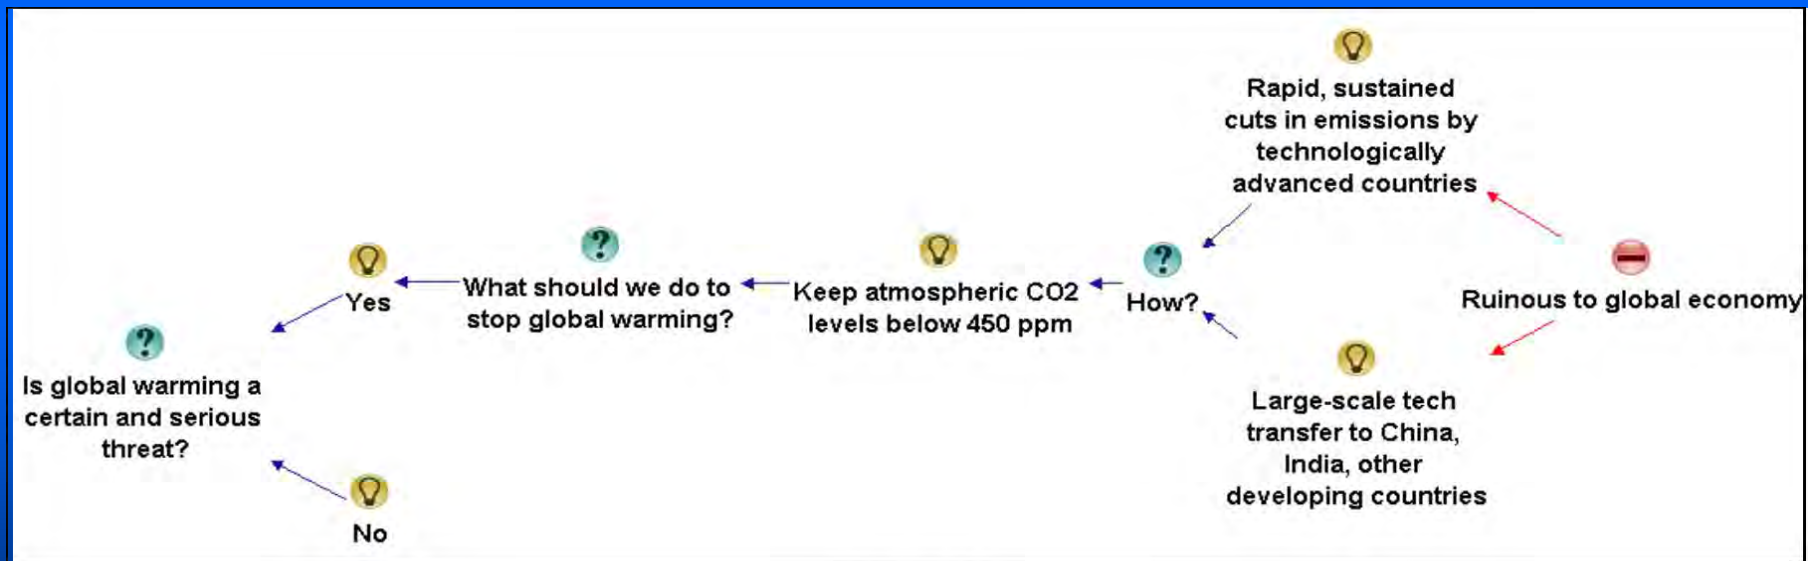 Is global warming a
certain and serious
threat?
Yes
No
What should we do to
stop global warming?
Keep atmospheric CO2
levels below 450 ppm
How?
Rapid, sustained
cuts in emissions by
technologically
advanced countries
Large-scale tech
transfer to China,
India, other
developing countries
Ruinous to global economy